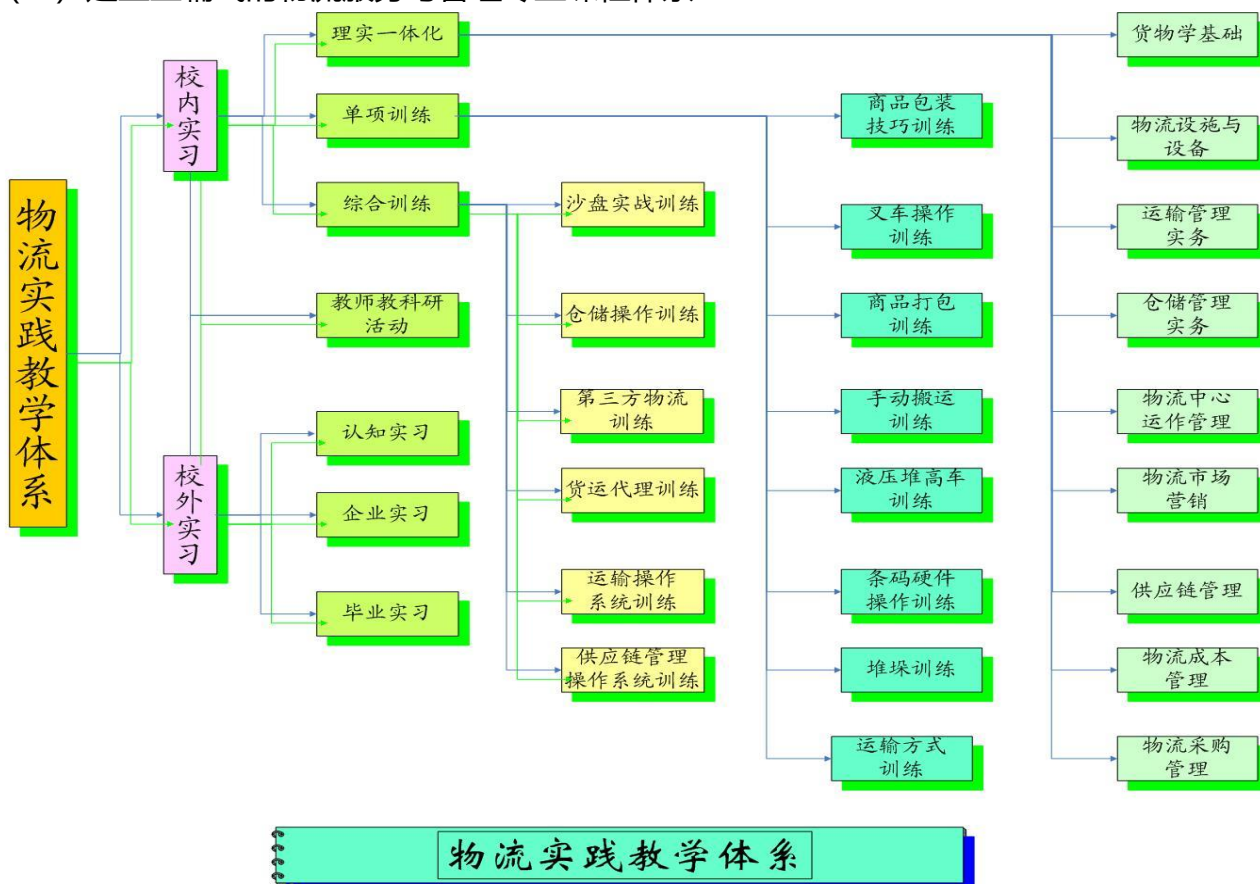 物流实践教学体系
校内实习
校外实习
理实一体化
单项训练
综合训练
教师教科研
活动
认知实习
企业实习
毕业实习
沙盘实战训练
仓储操作训练
第三方物流
训练
货运代理训练
运输操作
系统训练
供应链管理
操作系统训练
商品包装
技巧训练
叉车操作
训练
商品打包
训练
手动搬运
训练
液压堆高车
训练
条码硬件
操作训练
堆垛训练
运输方式
训练
货物学基础
物流设施与
设备
运输管理
实务
仓储管理
实务
物流中心
运作管理
物流市场
营销
供应链管理
物流成本
管理
物流采购
管理
物流实践教学体系